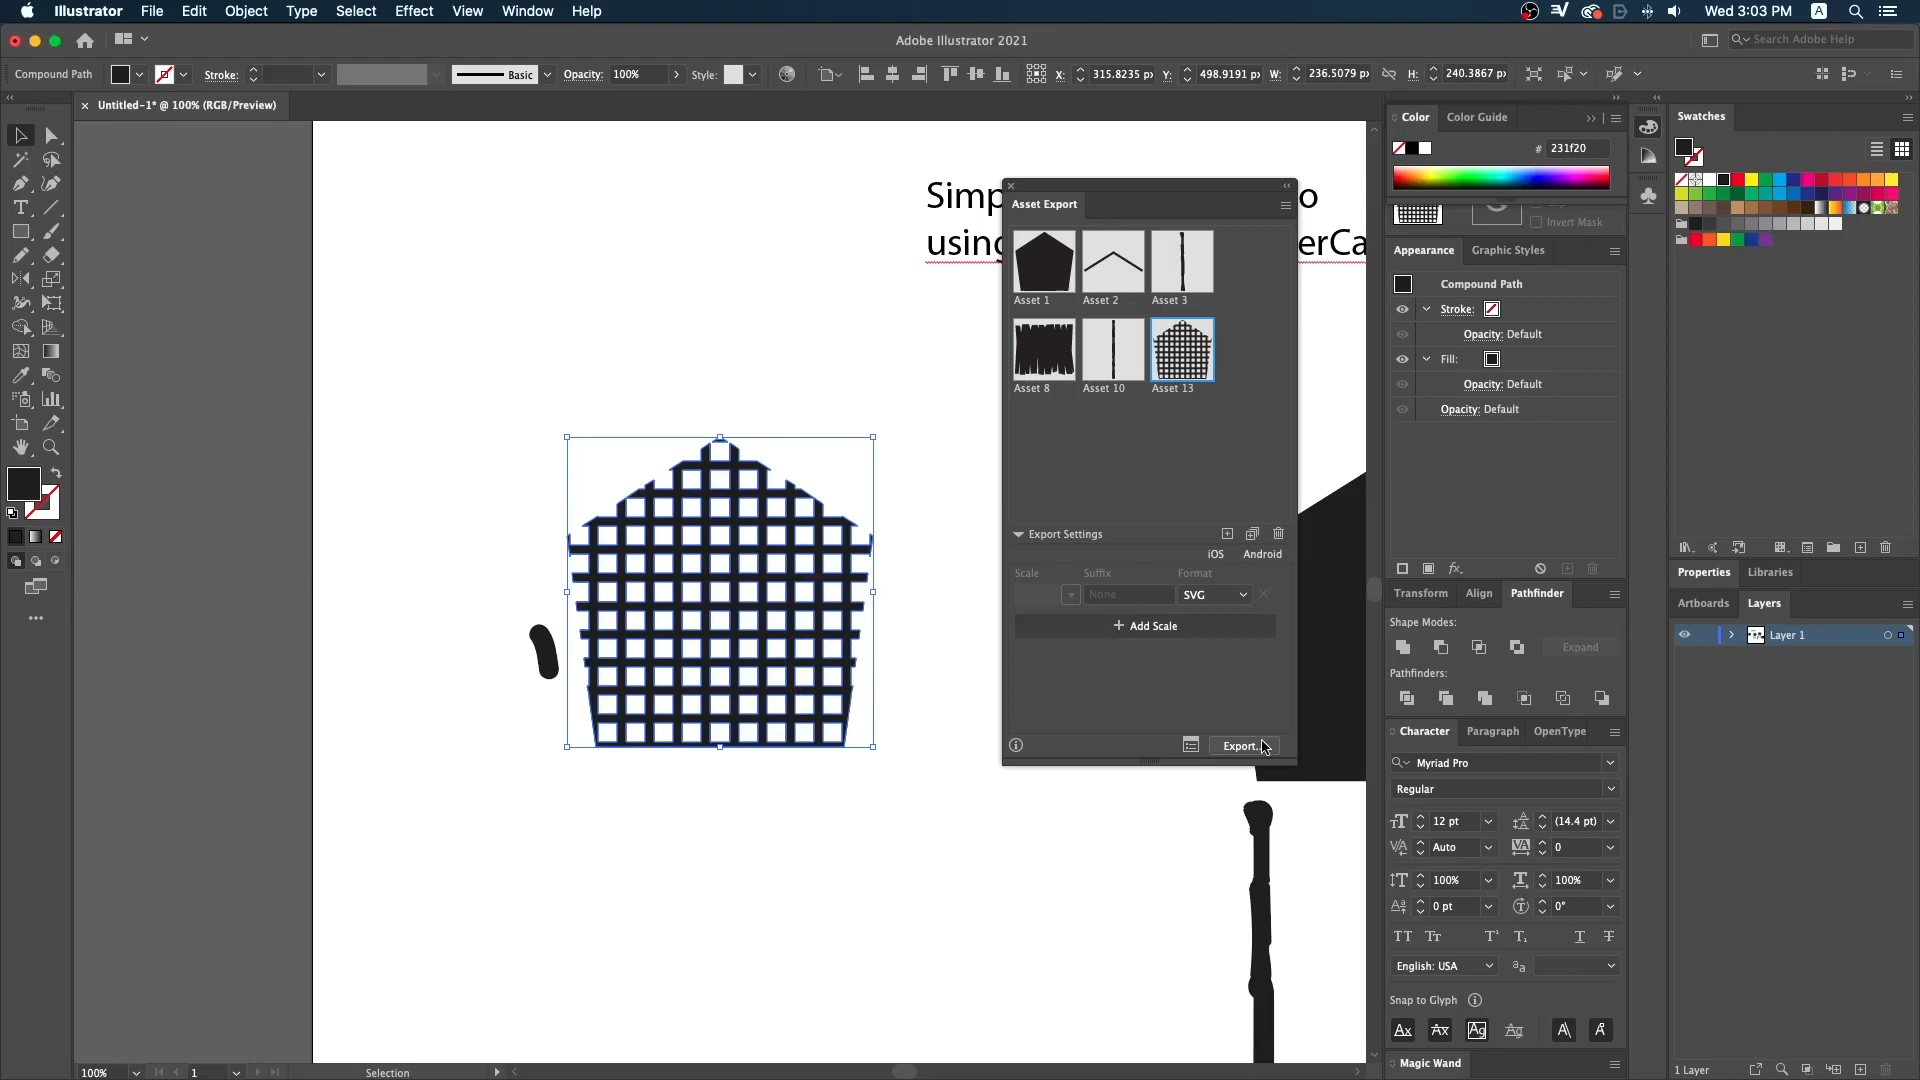 Illustrator File Edit Object Type Select Effect View Window Help Wed 3:03 PM A
Adobe Illustrator 2021
Search Adobe Help
Compound Path Stroke: Basic Opacity: 100% Style: X: 315.8235 px Y: 498.9191 px W: 236.5079 px H: 240.3867 px
Untitled-1* @ 100% (RGB/Preview)
Simp
o
using
erCa
Asset Export
Asset 1 Asset 2 Asset 3
Asset 8 Asset 10 Asset 13
Export Settings
iOS Android
Scale Suffix Format
None SVG
+ Add Scale
Export...
Color Color Guide
# 231f20
Invert Mask
Appearance Graphic Styles
Compound Path
Stroke:
Opacity: Default
Fill:
Opacity: Default
Opacity: Default
fx
Transform Align Pathfinder
Shape Modes:
Expand
Pathfinders:
Character Paragraph OpenType
Myriad Pro
Regular
12 pt (14.4 pt)
Auto 0
100% 100%
0 pt 0°
English: USA
Snap to Glyph
Magic Wand
Swatches
Properties Libraries
Artboards Layers
Layer 1
1 Layer
100% 1 Selection